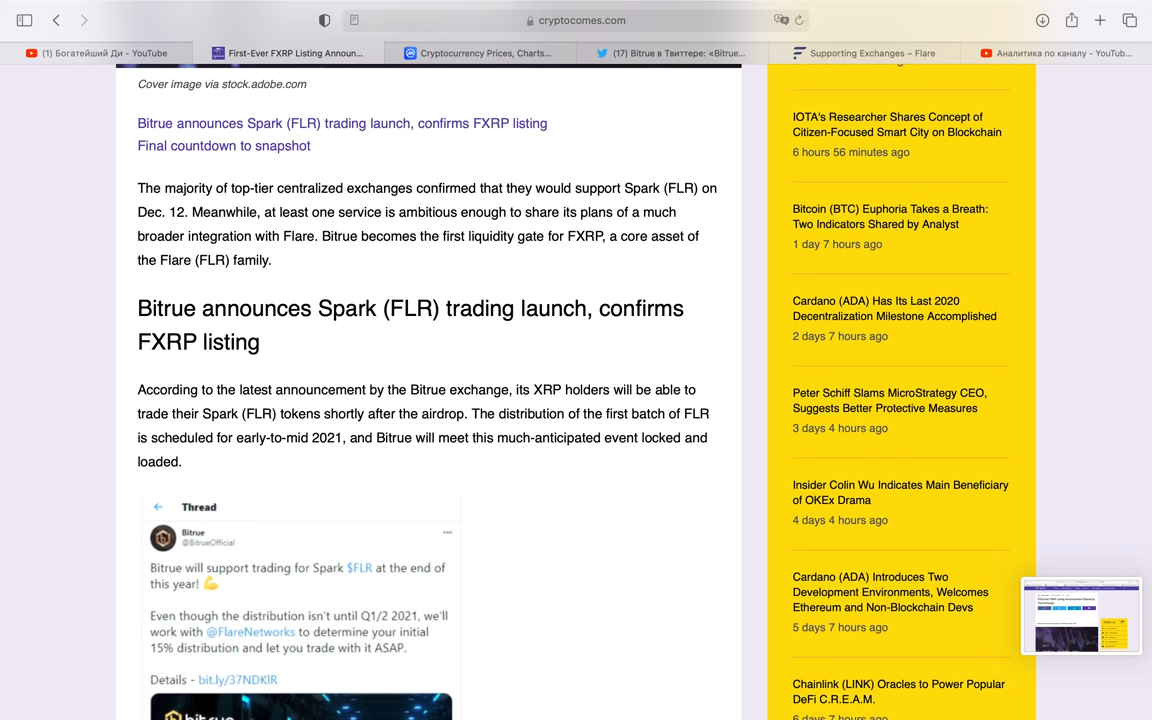 cryptocomes.com
(1) Богатейший Ди - YouTube
First-Ever FXRP Listing Announ...
Cryptocurrency Prices, Charts...
(17) Bitrue в Твиттере: «Bitrue...
Supporting Exchanges – Flare
Аналитика по каналу - YouTub...
Cover image via stock.adobe.com
Bitrue announces Spark (FLR) trading launch, confirms FXRP listing
Final countdown to snapshot
The majority of top-tier centralized exchanges confirmed that they would support Spark (FLR) on
Dec. 12. Meanwhile, at least one service is ambitious enough to share its plans of a much
broader integration with Flare. Bitrue becomes the first liquidity gate for FXRP, a core asset of
the Flare (FLR) family.
Bitrue announces Spark (FLR) trading launch, confirms
FXRP listing
According to the latest announcement by the Bitrue exchange, its XRP holders will be able to
trade their Spark (FLR) tokens shortly after the airdrop. The distribution of the first batch of FLR
is scheduled for early-to-mid 2021, and Bitrue will meet this much-anticipated event locked and
loaded.
Thread
Bitrue
@BitrueOfficial
Bitrue will support trading for Spark $FLR at the end of
this year! 💪
Even though the distribution isn't until Q1/2 2021, we'll
work with @FlareNetworks to determine your initial
15% distribution and let you trade with it ASAP.
Details - bit.ly/37NDKlR
bitrue
IOTA's Researcher Shares Concept of
Citizen-Focused Smart City on Blockchain
6 hours 56 minutes ago
Bitcoin (BTC) Euphoria Takes a Breath:
Two Indicators Shared by Analyst
1 day 7 hours ago
Cardano (ADA) Has Its Last 2020
Decentralization Milestone Accomplished
2 days 7 hours ago
Peter Schiff Slams MicroStrategy CEO,
Suggests Better Protective Measures
3 days 4 hours ago
Insider Colin Wu Indicates Main Beneficiary
of OKEx Drama
4 days 4 hours ago
Cardano (ADA) Introduces Two
Development Environments, Welcomes
Ethereum and Non-Blockchain Devs
5 days 7 hours ago
Chainlink (LINK) Oracles to Power Popular
DeFi C.R.E.A.M.
6 days 7 hours ago